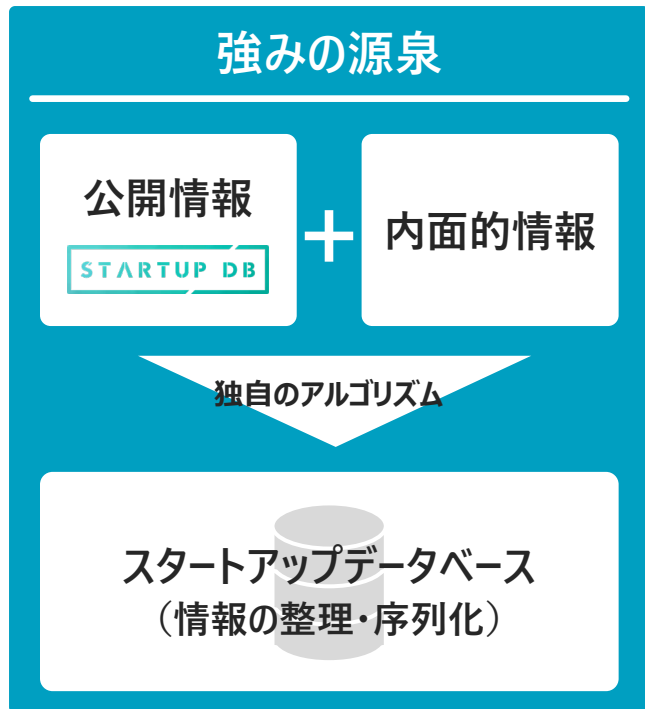 強みの源泉
公開情報
STARTUP DB
+
内面的情報
独自のアルゴリズム
スタートアップデータベース
（情報の整理・序列化）